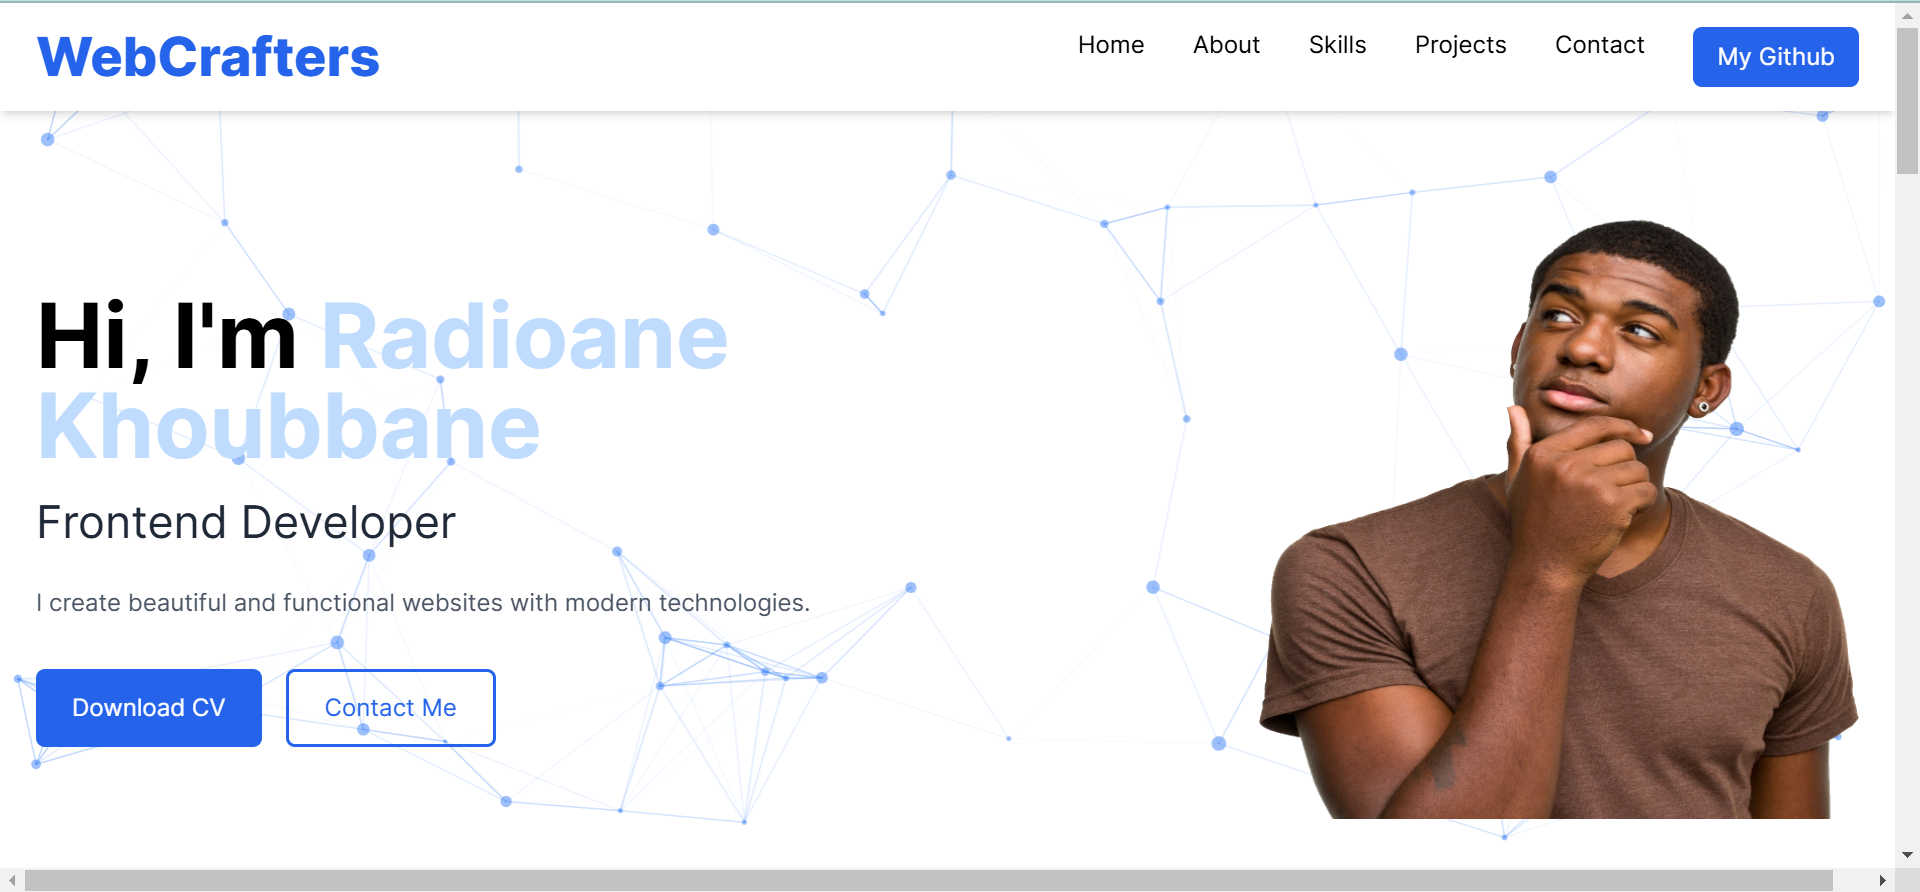 WebCrafters
Home About Skills Projects Contact My Github
Hi, I'm Radioane
Khoubbane
Frontend Developer
I create beautiful and functional websites with modern technologies.
Download CV Contact Me